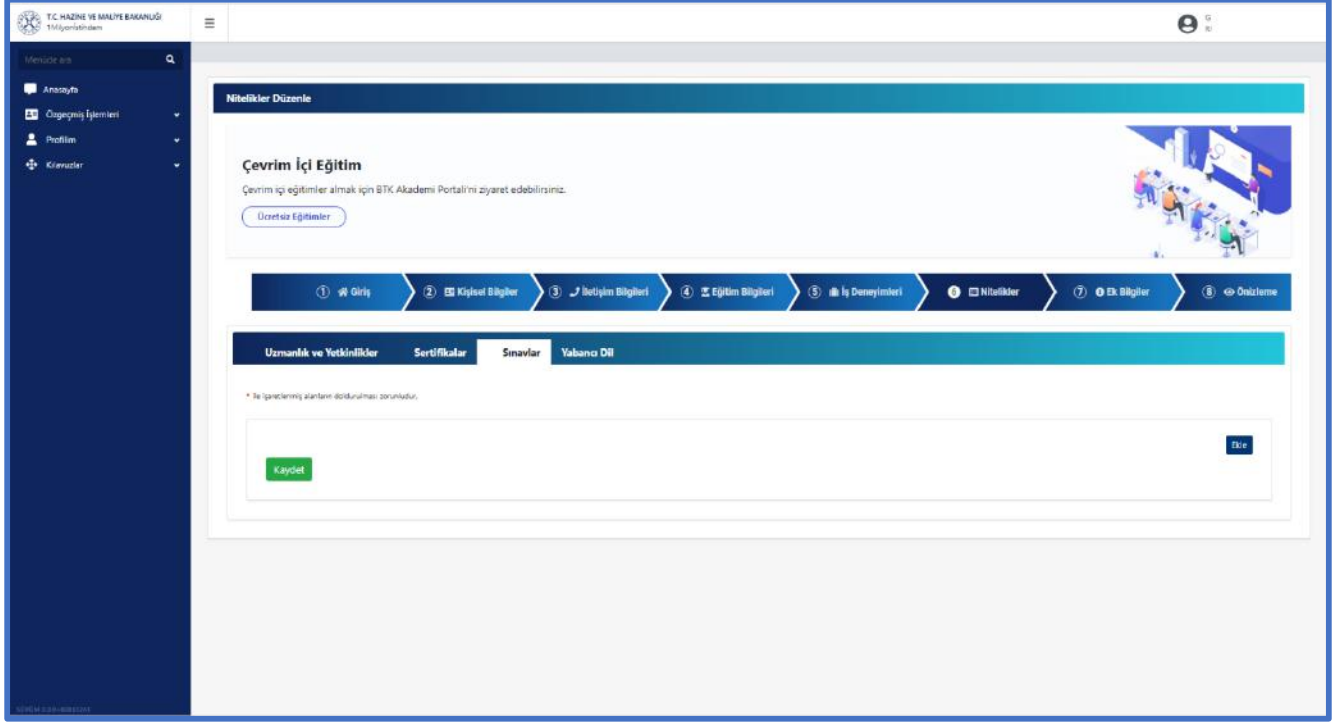 T.C. HAZİNE VE MALİYE BAKANLIĞI
1Milyonistihdam
Menüde ara
Anasayfa
Özgeçmiş İşlemleri
Profilim
Kılavuzlar
Nitelikler Düzenle
Çevrim İçi Eğitim
Çevrim içi eğitimler almak için BTK Akademi Portali'ni ziyaret edebilirsiniz.
Ücretsiz Eğitimler
1 Giriş
2 Kişisel Bilgiler
3 İletişim Bilgileri
4 Eğitim Bilgileri
5 İş Deneyimleri
6 Nitelikler
7 Ek Bilgiler
8 Önizleme
Uzmanlık ve Yetkinlikler Sertifikalar Sınavlar Yabancı Dil
* ile işaretlenmiş alanların doldurulması zorunludur.
Ekle
Kaydet